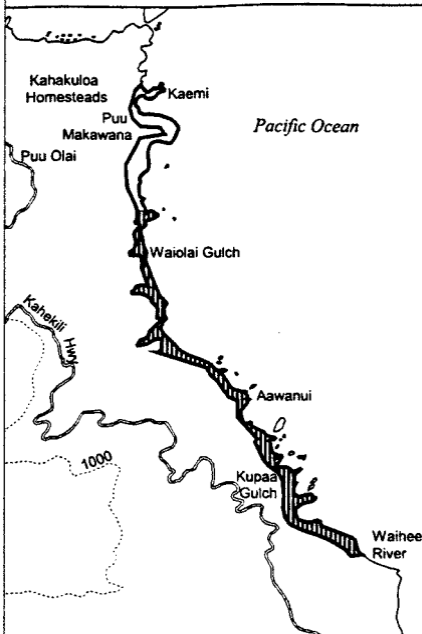 Kahakuloa
Homesteads
Kaemi
Puu
Makawana
Pacific Ocean
Puu Olai
Waiolai Gulch
Kahekili
Hwy
Aawanui
1000
Kupaa
Gulch
Waihee
River